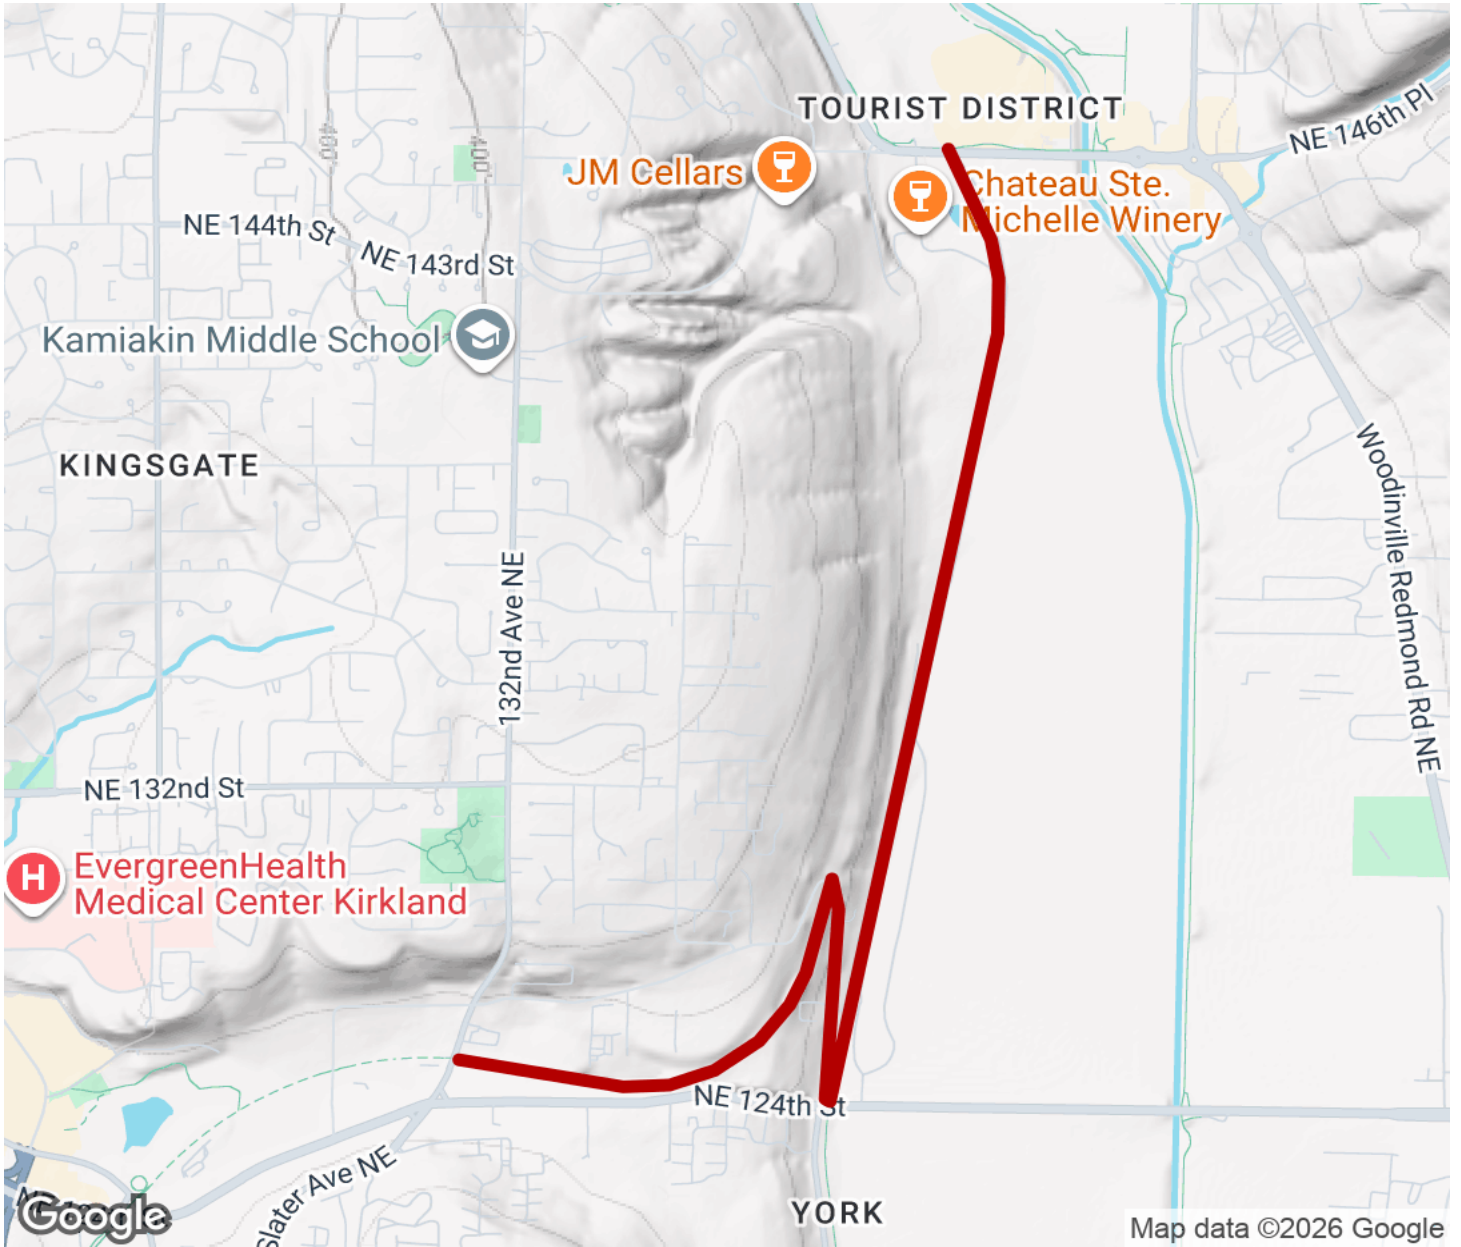 TOURIST DISTRICT
NE 146th Pl
JM Cellars
Chateau Ste.
Michelle Winery
400'
400'
NE 144th St
NE 143rd St
Kamiakin Middle School
KINGSGATE
Woodinville Redmond Rd NE
132nd Ave NE
NE 132nd St
H
EvergreenHealth
Medical Center Kirkland
NE 124th St
Slater Ave NE
YORK
Google
Map data ©2026 Google